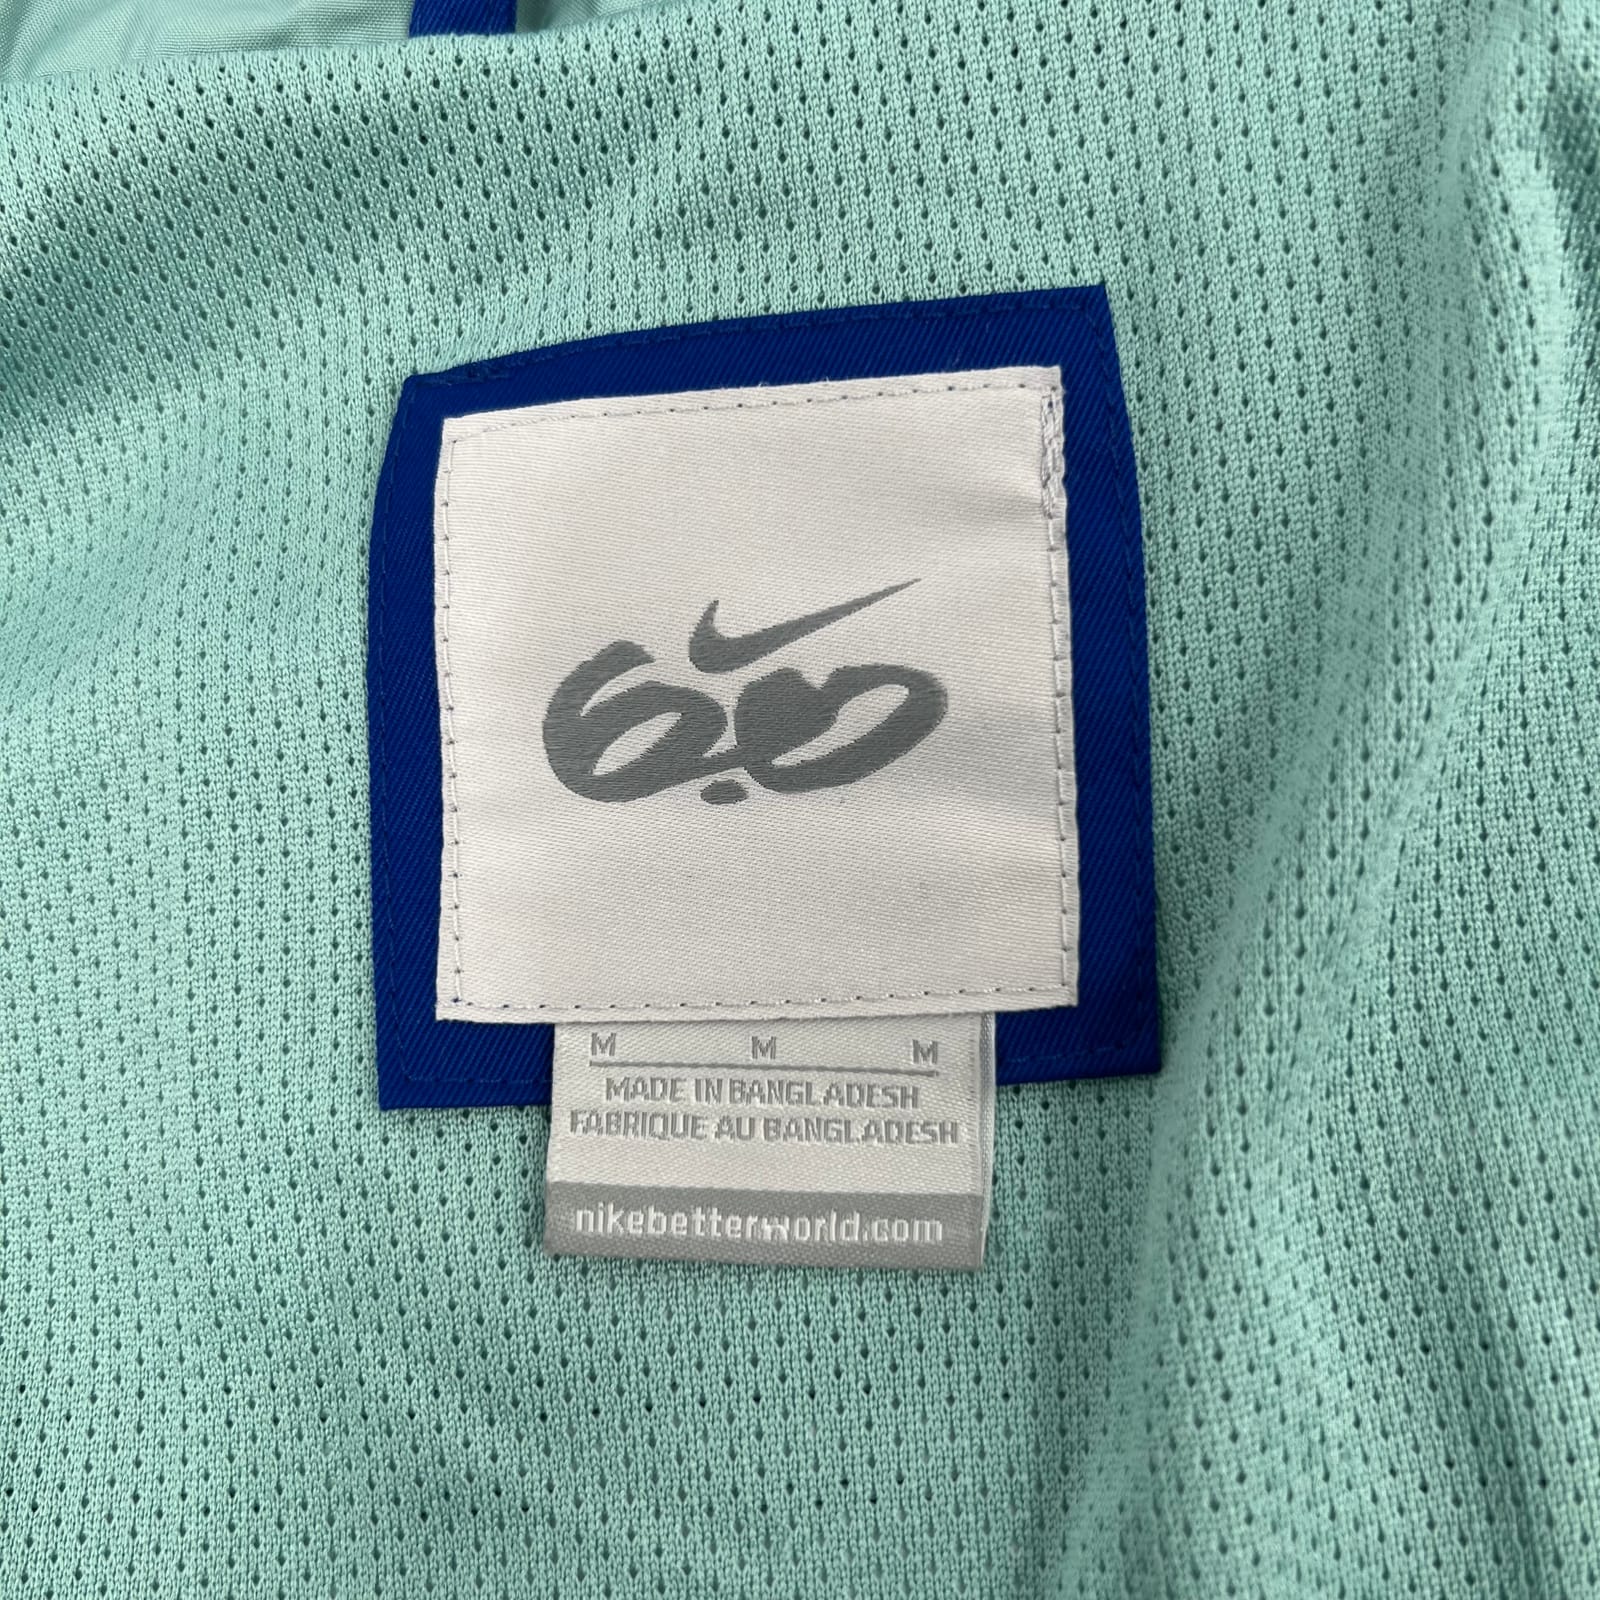 6.0
M M M
MADE IN BANGLADESH
FABRIQUE AU BANGLADESH
nikebetterworld.com